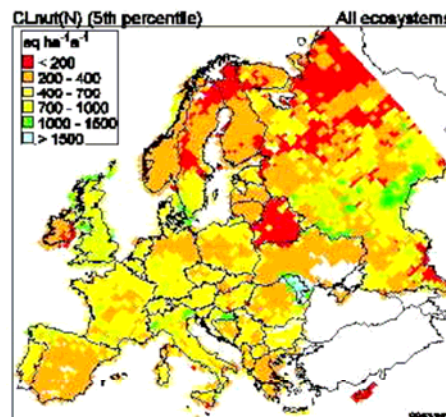 CLnut(N) (5th percentile) All ecosystems
eq ha⁻¹a⁻¹
< 200
200 - 400
400 - 700
700 - 1000
1000 - 1500
> 1500